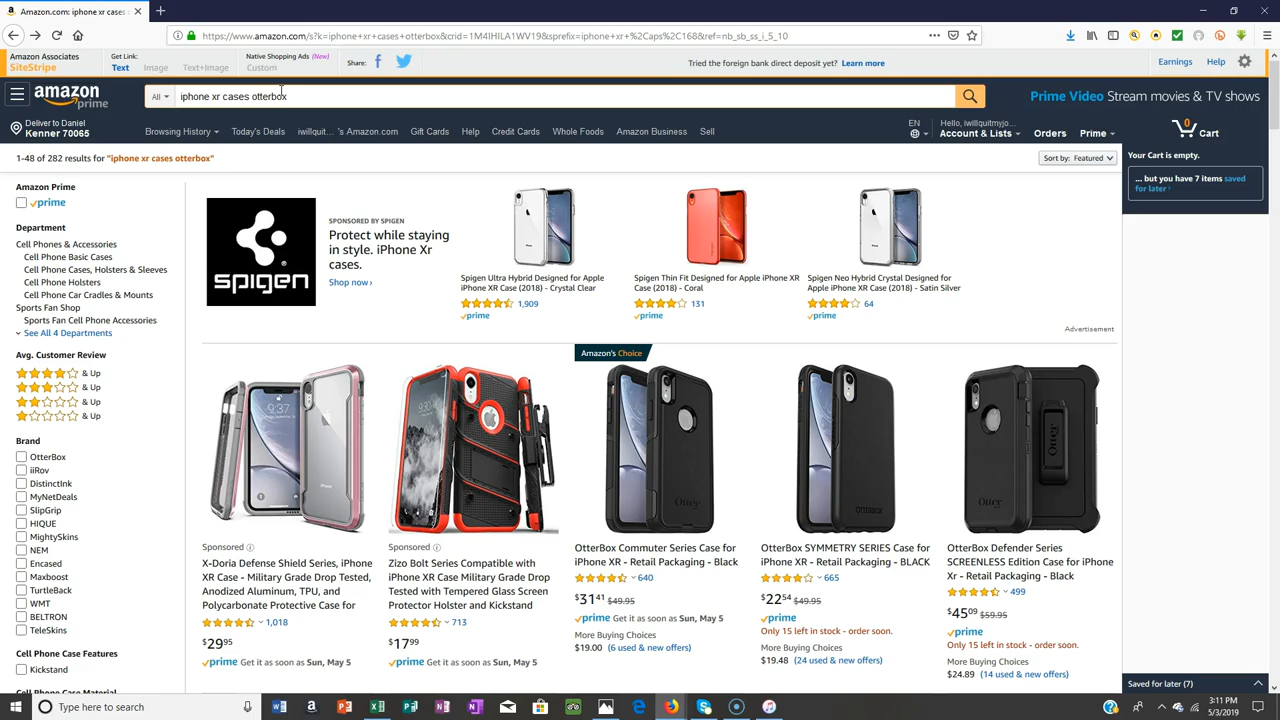 Amazon.com: iphone xr cases o
https://www.amazon.com/s?k=iphone+xr+cases+otterbox&crid=1M4IHILA1WV19&sprefix=iphone+xr+%2Caps%2C168&ref=nb_sb_ss_i_5_10
Amazon Associates
SiteStripe
Get Link:
Text
Image
Text+Image
Native Shopping Ads (New)
Custom
Share:
Tried the foreign bank direct deposit yet? Learn more
Earnings
Help
amazon
prime
All
iphone xr cases otterbox
Prime Video Stream movies & TV shows
Deliver to Daniel
Kenner 70065
Browsing History
Today's Deals
iwillquit... 's Amazon.com
Gift Cards
Help
Credit Cards
Whole Foods
Amazon Business
Sell
EN
Hello, iwillquitmyjo...
Account & Lists
Orders
Prime
0
Cart
1-48 of 282 results for "iphone xr cases otterbox"
Sort by: Featured
Your Cart is empty.
... but you have 7 items saved
for later
Amazon Prime
prime
Department
Cell Phones & Accessories
Cell Phone Basic Cases
Cell Phone Cases, Holsters & Sleeves
Cell Phone Holsters
Cell Phone Car Cradles & Mounts
Sports Fan Shop
Sports Fan Cell Phone Accessories
See All 4 Departments
Avg. Customer Review
& Up
& Up
& Up
& Up
Brand
OtterBox
iiRov
DistinctInk
MyNetDeals
SlipGrip
HIQUE
MightySkins
NEM
Encased
Maxboost
TurtleBack
WMT
BELTRON
TeleSkins
Cell Phone Case Features
Kickstand
Cell Phone Case Material
spigen
SPONSORED BY SPIGEN
Protect while staying
in style. iPhone Xr
cases.
Shop now ›
Spigen Ultra Hybrid Designed for Apple
iPhone XR Case (2018) - Crystal Clear
1,909
prime
Spigen Thin Fit Designed for Apple iPhone XR
Case (2018) - Coral
131
prime
Spigen Neo Hybrid Crystal Designed for
Apple iPhone XR Case (2018) - Satin Silver
64
prime
Advertisement
Amazon's Choice
9:37
Otter
OTTERBOX
Otter
Sponsored
X-Doria Defense Shield Series, iPhone
XR Case - Military Grade Drop Tested,
Anodized Aluminum, TPU, and
Polycarbonate Protective Case for
1,018
$29 95
prime Get it as soon as Sun, May 5
Sponsored
Zizo Bolt Series Compatible with
iPhone XR Case Military Grade Drop
Tested with Tempered Glass Screen
Protector Holster and Kickstand
713
$17 99
prime Get it as soon as Sun, May 5
OtterBox Commuter Series Case for
iPhone XR - Retail Packaging - Black
640
$31 41 $49.95
prime Get it as soon as Sun, May 5
More Buying Choices
$19.00 (6 used & new offers)
OtterBox SYMMETRY SERIES Case for
iPhone XR - Retail Packaging - BLACK
665
$22 54 $49.95
prime
Only 15 left in stock - order soon.
More Buying Choices
$19.48 (24 used & new offers)
OtterBox Defender Series
SCREENLESS Edition Case for iPhone
Xr - Retail Packaging - Black
499
$45 09 $59.95
prime
Only 15 left in stock - order soon.
More Buying Choices
$24.89 (14 used & new offers)
Saved for later (7)
Type here to search
3:11 PM
5/3/2019